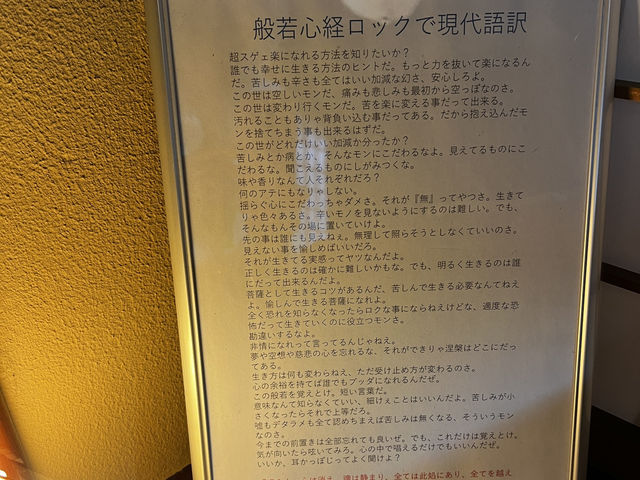 般若心経ロックで現代語訳
超スゲェ楽になれる方法を知りたいか？
誰でも幸せに生きる方法のヒントだ。もっと力を抜いて楽になるん
だ。苦しみも辛さも全てはいい加減な幻さ、安心しろよ。
この世は空しいモンだ、痛みも悲しみも最初から空っぽなのさ。
この世は変わり行くモンだ。苦を楽に変える事だって出来る。
汚れることもありゃ背負い込む事だってある。だから抱え込んだモ
ンを捨てちまう事も出来るはずだ。
この世がどれだけいい加減か分かったか？
苦しみとか病とか、そんなモンにこだわるなよ。見えてるものにこ
だわるな。聞こえるものにしがみつくな。
味や香りなんて人それぞれだろ？
何のアテにもなりゃしない。
揺らぐ心にこだわっちゃダメさ。それが『無』ってやつさ。生きて
りゃ色々あるさ。辛いモノを見ないようにするのは難しい。でも、
そんなもんその場に置いていけよ。
先の事は誰にも見えねぇ。無理して照らそうとしなくていいのさ。
見えない事を愉しめばいいだろ。
それが生きてる実感ってヤツなんだよ。
正しく生きるのは確かに難しいかもな。でも、明るく生きるのは誰
にだって出来るんだよ。
菩薩として生きるコツがあるんだ、苦しんで生きる必要なんてねえ
よ。愉しんで生きる菩薩になれよ。
全く恐れを知らなくなったらロクな事にならねえけどな、適度な恐
怖だって生きていくのに役立つモンさ。
勘違いするなよ。
非情になれって言ってるんじゃねえ。
夢や空想や慈悲の心を忘れるな、それができりゃ涅槃はどこにだっ
てある。
生き方は何も変わらねえ、ただ受け止め方が変わるのさ。
心の余裕を持てば誰でもブッダになれるんだぜ。
この般若を覚えとけ。短い言葉だ。
意味なんて知らなくていい、細けえことはいいんだよ。苦しみが小
さくなったらそれで上等だろ。
嘘もデタラメも全て認めちまえば苦しみは無くなる、そういうモン
なのさ。
今までの前置きは全部忘れても良いぜ。でも、これだけは覚えとけ。
気が向いたら呟いてみろ。心の中で唱えるだけでもいいんだぜ。
いいか、耳かっぽじってよく聞けよ？
は消え、魂は静まり、全ては此処にあり、全てを越え